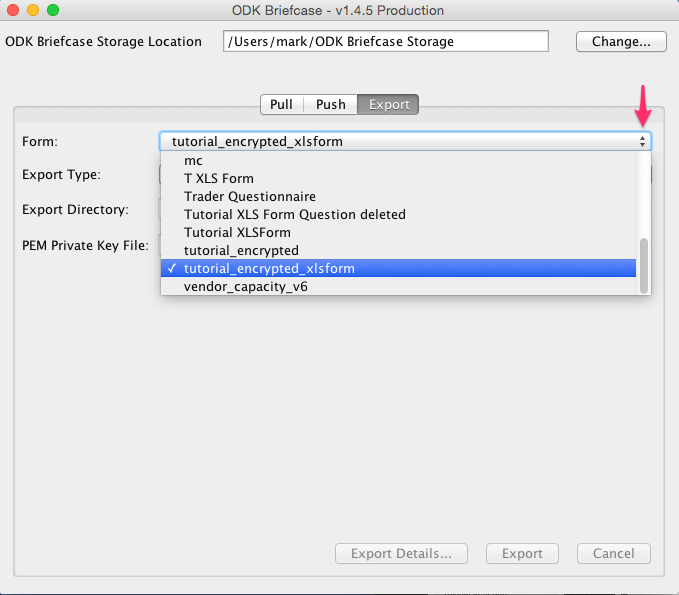 ODK Briefcase - v1.4.5 Production
ODK Briefcase Storage Location /Users/mark/ODK Briefcase Storage Change...
Pull Push Export
Form: tutorial_encrypted_xlsform
mc
Export Type:
T XLS Form
Trader Questionnaire
Export Directory:
Tutorial XLS Form Question deleted
Tutorial XLSForm
PEM Private Key File:
tutorial_encrypted
✓ tutorial_encrypted_xlsform
vendor_capacity_v6
Export Details... Export Cancel